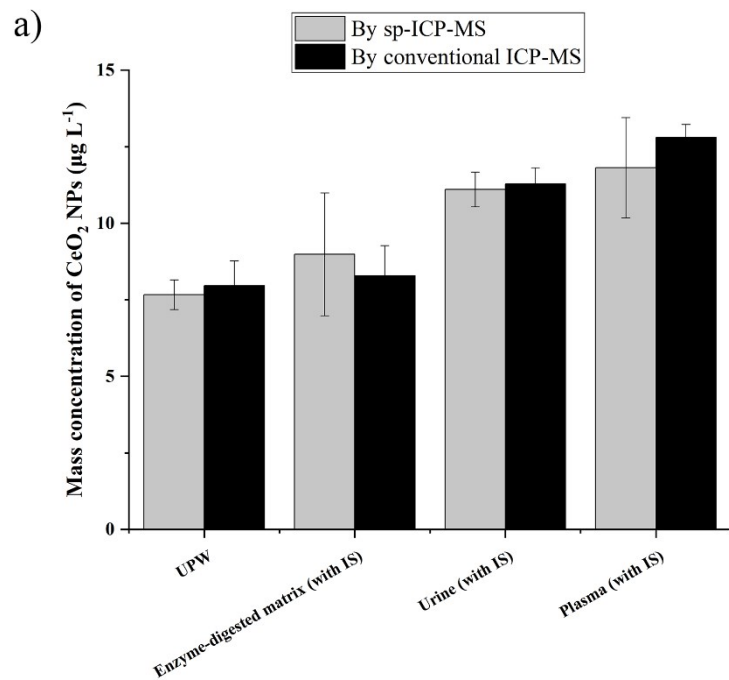 a)
By sp-ICP-MS
By conventional ICP-MS
15
10
5
0
Mass concentration of CeO₂ NPs (µg L⁻¹)
UPW
Enzyme-digested matrix (with IS)
Urine (with IS)
Plasma (with IS)